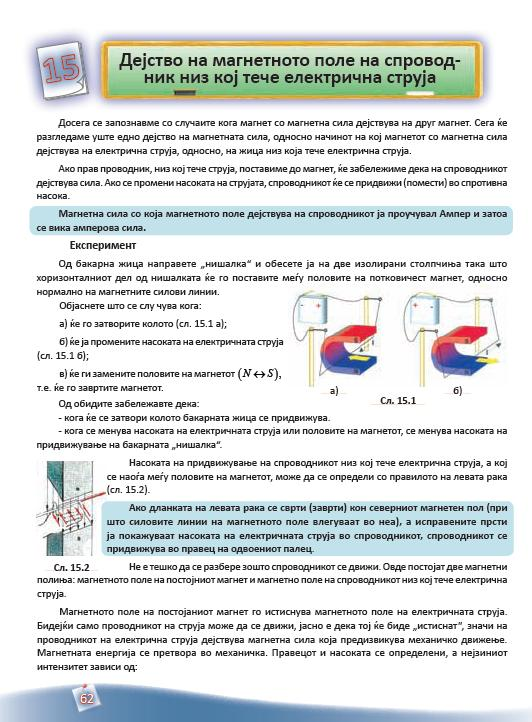 15
Дејство на магнетното поле на спровод-
ник низ кој тече електрична струја
Досега се запознавме со случаите кога магнет со магнетна сила дејствува на друг магнет. Сега ќе
разгледаме уште едно дејство на магнетната сила, односно начинот на кој магнетот со магнетна сила
дејствува на електрична струја, односно, на жица низ која тече струја.
Ако прав проводник, низ кој тече струја, поставиме до магнет, ќе забележиме дека на спроводникот
дејствува сила. Ако се промени насоката на струјата, спроводникот ќе се придвижи (помести) во спротивна
насока.
Магнетна сила со која магнетното поле дејствува на спроводникот ја проучувал Ампер и затоа
се вика амперова сила.
Експеримент
Од бакарна жица направете „нишалка“ и обесете ја на две изолирани столпчиња така што
хоризонталниот дел од нишалката ќе го поставите меѓу половите на потковичест магнет, односно
нормално на магнетните силови линии.
Објаснете што се слу чува кога:
а) ќе го затворите колото (сл. 15.1 а);
б) ќе ја промените насоката на електричната струја
(сл. 15.1 б);
в) ќе ги замените половите на магнетот (N ↔ S),
т.е. ќе го завртите магнетот.
а) б)
Сл. 15.1
Од обидите забележавте дека:
- кога ќе се затвори колото бакарната жица се придвижува.
- кога се менува насоката на електричната струја или половите на магнетот, се менува насоката на
придвижување на бакарната „нишалка“.
Насоката на придвижување на спроводникот низ кој тече електрична струја, а кој
се наоѓа меѓу половите на магнетот, може да се определи со правилото на левата рака
(сл. 15.2).
Ако дланката на левата рака се сврти (заврти) кон северниот магнетен пол (при
што силовите линии на магнетното поле влегуваат во неа), а исправените прсти
ја покажуваат насоката на електричната струја во спроводникот, спроводникот се
придвижува во правец на одвоениот палец.
Сл. 15.2
Не е тешко да се разбере зошто спроводникот се движи. Овде постојат две магнетни
полиња: магнетното поле на постојниот магнет и магнетно поле на спроводникот низ кој тече електрична
струја.
Магнетното поле на постојаниот магнет го истиснува магнетното поле на електричната струја.
Бидејќи само проводникот на струја може да се движи, јасно е дека тој ќе биде „истиснат“, значи на
проводникот на електрична струја дејствува магнетна сила која предизвикува механичко движење.
Магнетната енергија се претвора во механичка. Правецот и насоката се определени, а нејзиниот
интензитет зависи од:
62